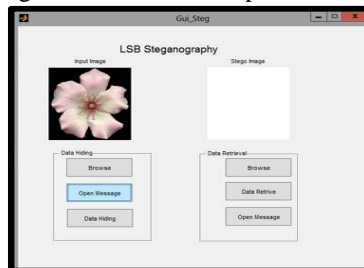 Gui_Steg
LSB Steganography
Input Image
Stego Image
Data Hiding
Browse
Open Message
Data Hiding
Data Retrieval
Browse
Data Retrive
Open Message